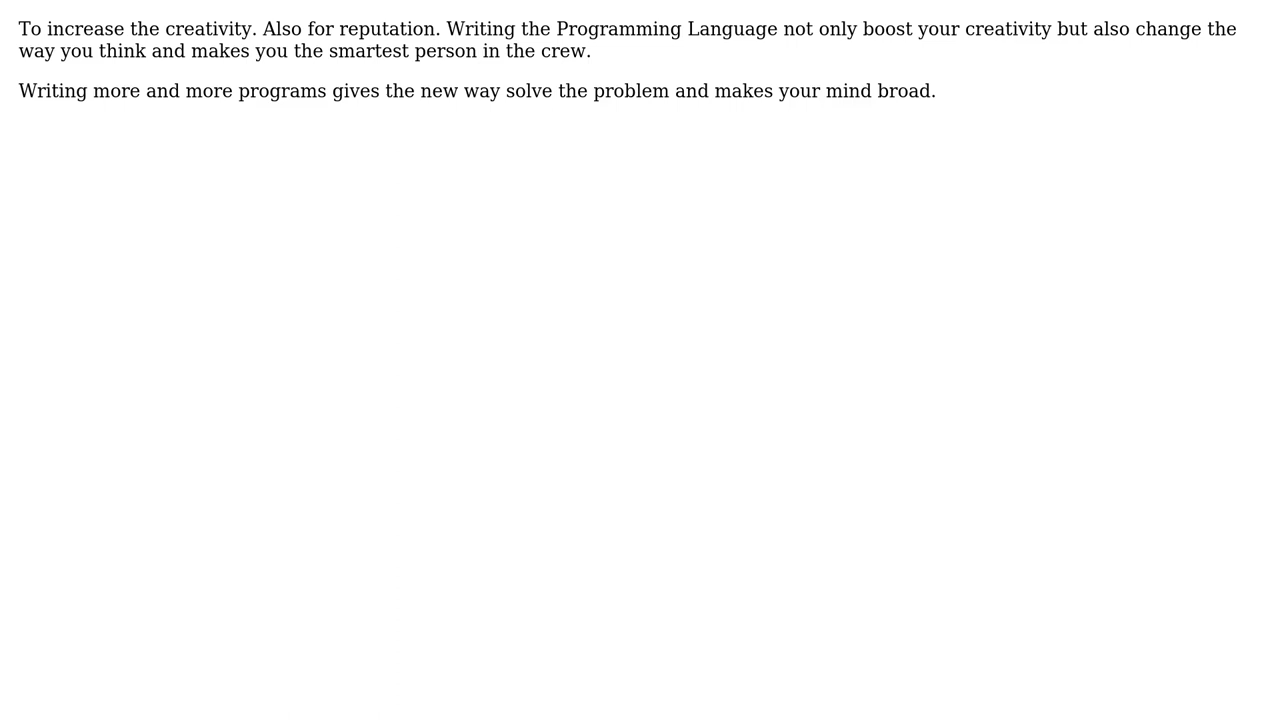 To increase the creativity. Also for reputation. Writing the Programming Language not only boost your creativity but also change the
way you think and makes you the smartest person in the crew.
Writing more and more programs gives the new way solve the problem and makes your mind broad.